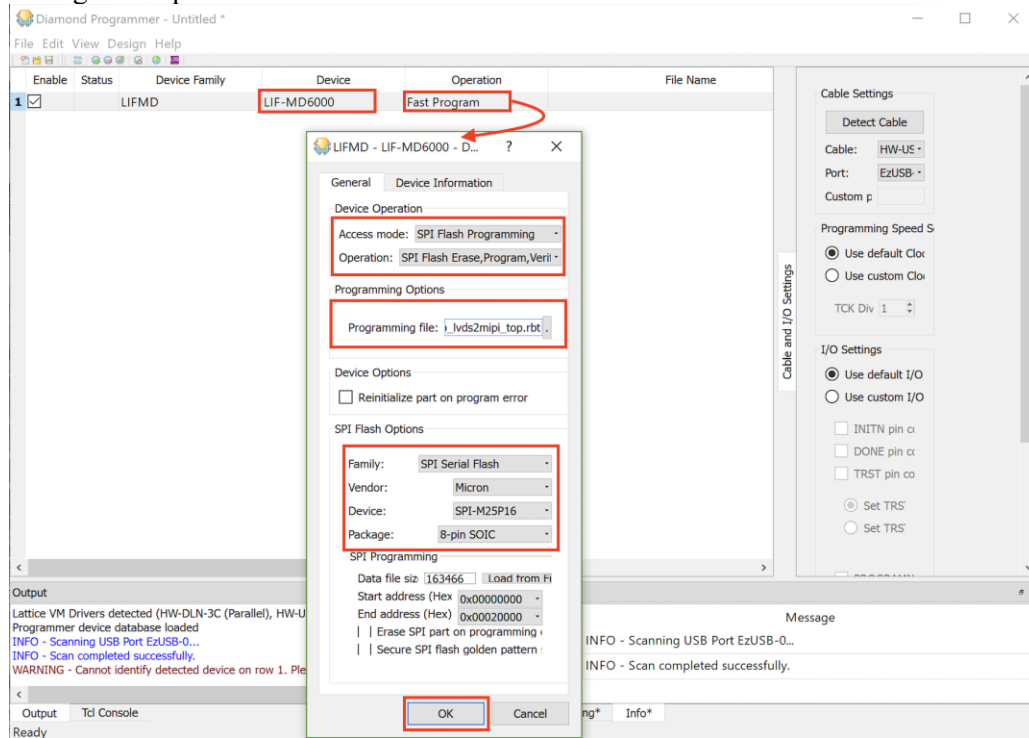 Diamond Programmer - Untitled *
File Edit View Design Help
Enable Status Device Family Device Operation File Name
1 LIFMD LIF-MD6000 Fast Program
LIFMD - LIF-MD6000 - D... ? ×
General Device Information
Device Operation
Access mode: SPI Flash Programming
Operation: SPI Flash Erase,Program,Veri
Programming Options
Programming file: _lvds2mipi_top.rbt .
Device Options
Reinitialize part on program error
SPI Flash Options
Family: SPI Serial Flash
Vendor: Micron
Device: SPI-M25P16
Package: 8-pin SOIC
SPI Programming
Data file siz 163466 Load from Fi
Start address (Hex 0x00000000
End address (Hex) 0x00020000
Erase SPI part on programming
Secure SPI flash golden pattern
OK Cancel
Cable and I/O Settings
Cable Settings
Detect Cable
Cable: HW-US
Port: EzUSB-
Custom p
Programming Speed S
Use default Cloc
Use custom Cloc
TCK Div 1
I/O Settings
Use default I/O
Use custom I/O
INITN pin co
DONE pin co
TRST pin co
Set TRS
Set TRS
Output
Lattice VM Drivers detected (HW-DLN-3C (Parallel), HW-U
Programmer device database loaded
INFO - Scanning USB Port EzUSB-0...
INFO - Scan completed successfully.
WARNING - Cannot identify detected device on row 1. Ple
Message
INFO - Scanning USB Port EzUSB-0...
INFO - Scan completed successfully.
Output Tcl Console ng* Info*
Ready